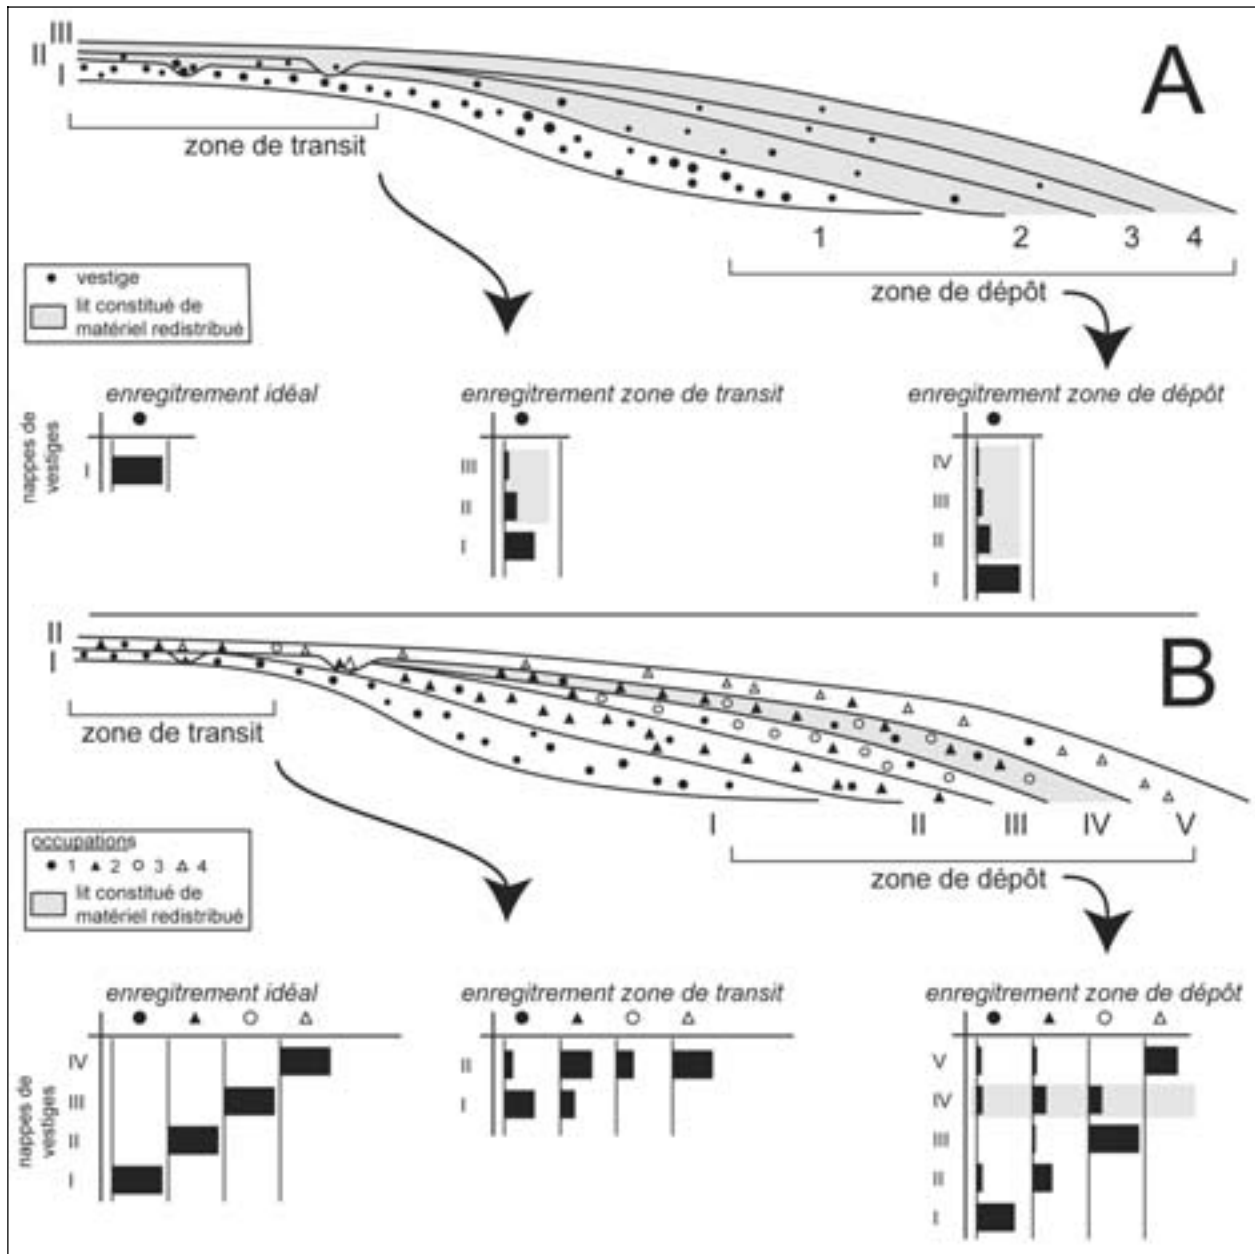 III
II
I
A
zone de transit
1 2 3 4
zone de dépôt
vestige
lit constitué de
matériel redistribué
enregitrement idéal
nappes de
vestiges
I
enregitrement zone de transit
III
II
I
enregitrement zone de dépôt
IV
III
II
I
II
I
B
zone de transit
I II III IV V
zone de dépôt
occupations
1 2 3 4
lit constitué de
matériel redistribué
enregitrement idéal
nappes de
vestiges
IV
III
II
I
enregitrement zone de transit
II
I
enregitrement zone de dépôt
V
IV
III
II
I